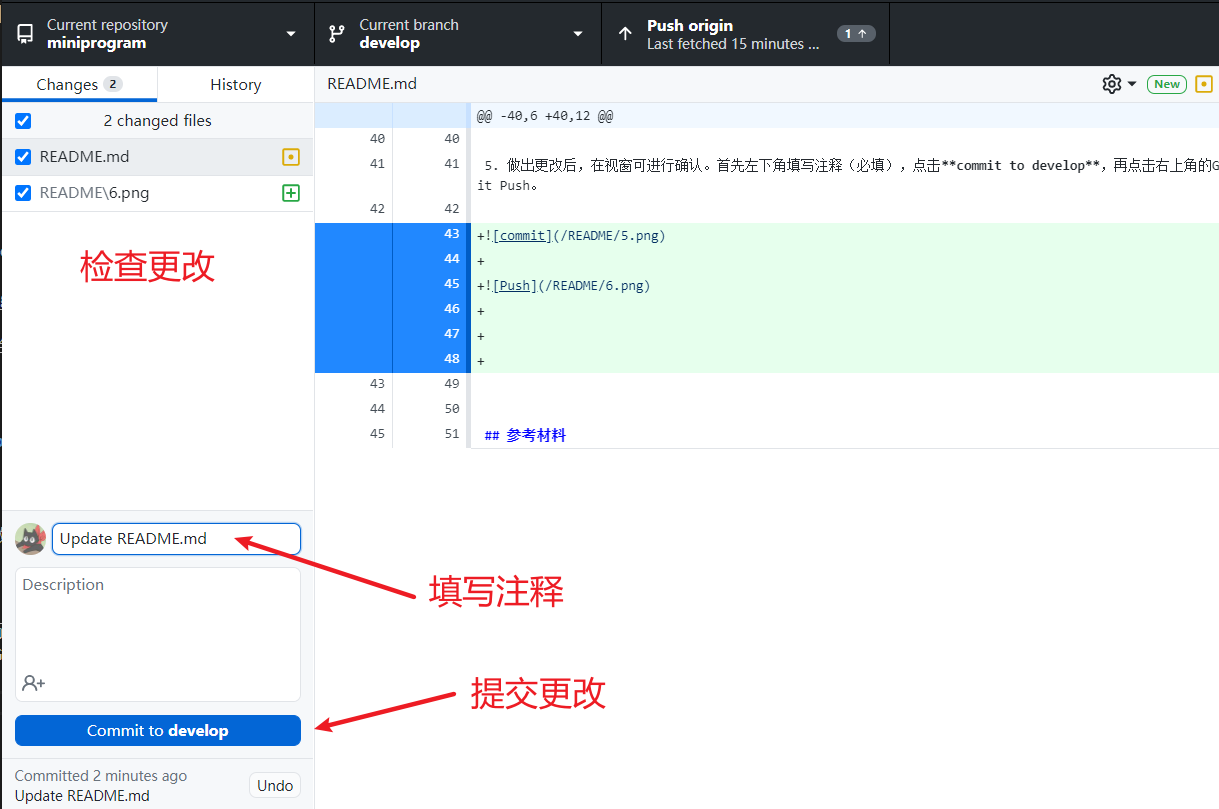 Current repository
miniprogram
Current branch
develop
Push origin
Last fetched 15 minutes ...
1 ↑
Changes 2
History
README.md
New
2 changed files
README.md
README\6.png
检查更改
@@ -40,6 +40,12 @@
40 40
41 41 5. 做出更改后，在视窗可进行确认。首先左下角填写注释（必填），点击**commit to develop**，再点击右上角的G
it Push。
42 42
43 +![commit](/README/5.png)
44 +
45 +![Push](/README/6.png)
46 +
47 +
48 +
43 49
44 50
45 51 ## 参考材料
Update README.md
填写注释
Description
提交更改
Commit to develop
Committed 2 minutes ago
Update README.md
Undo